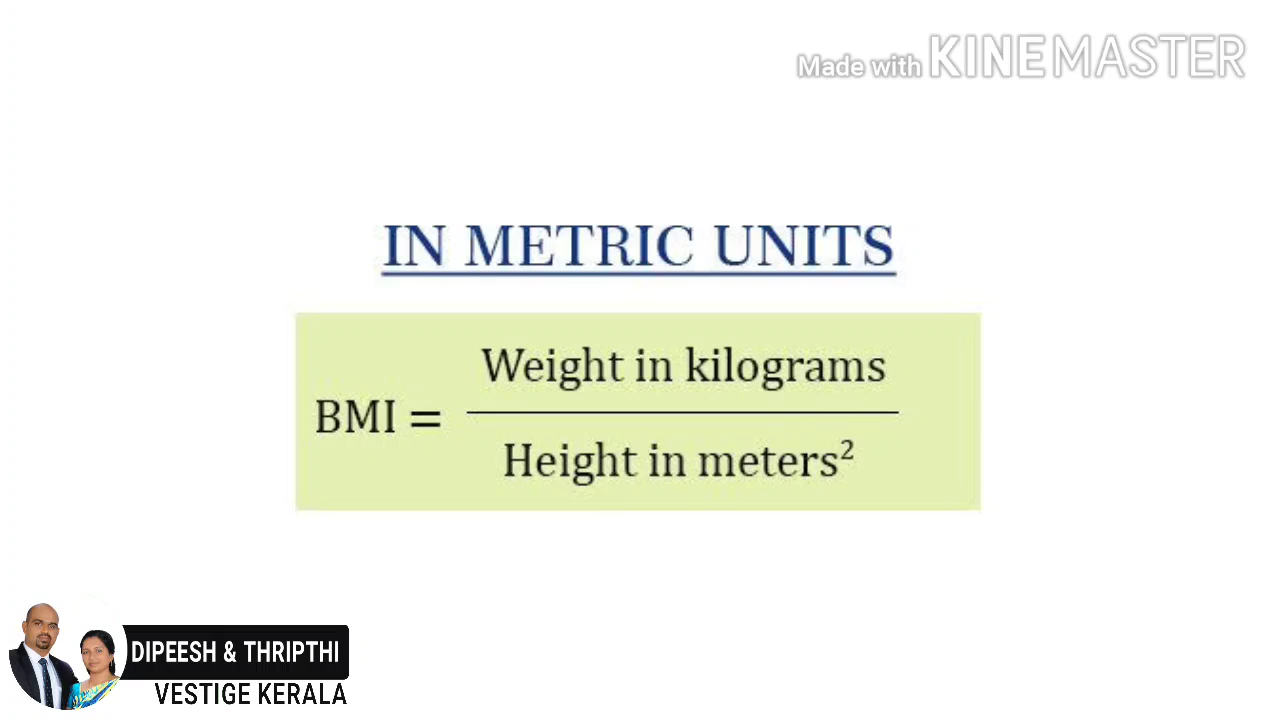 Made with KINEMASTER
IN METRIC UNITS
BMI =
Weight in kilograms
Height in meters²
DIPEESH & THRIPTHI
VESTIGE KERALA